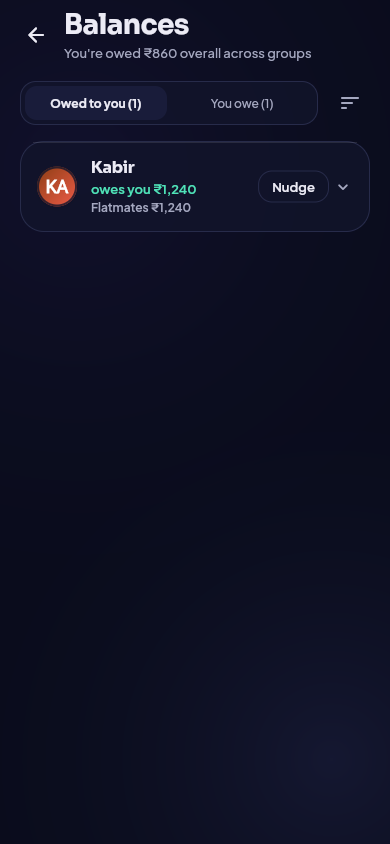 Balances
You're owed ₹860 overall across groups
Owed to you (1)
You owe (1)
Kabir
KA
owes you ₹1,240
Flatmates ₹1,240
Nudge